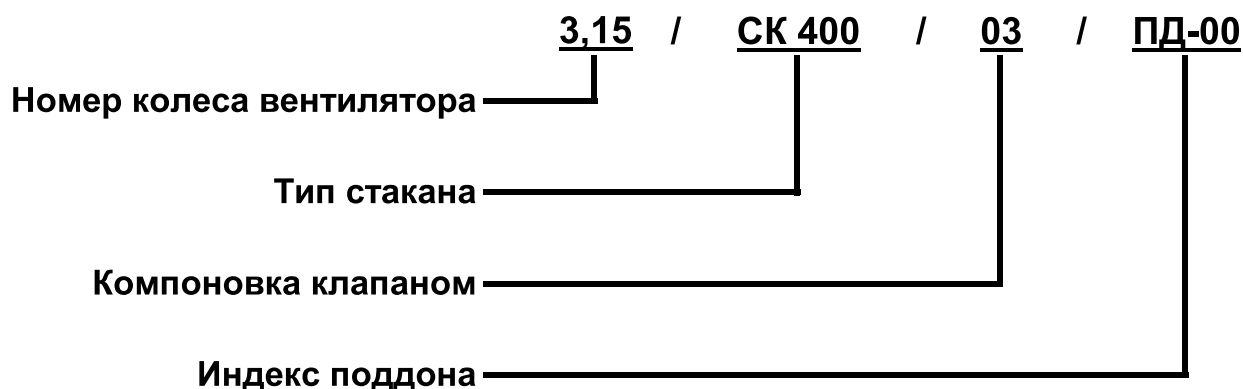 3,15 / СК 400 / 03 / ПД-00
Номер колеса вентилятора
Тип стакана
Компоновка клапаном
Индекс поддона